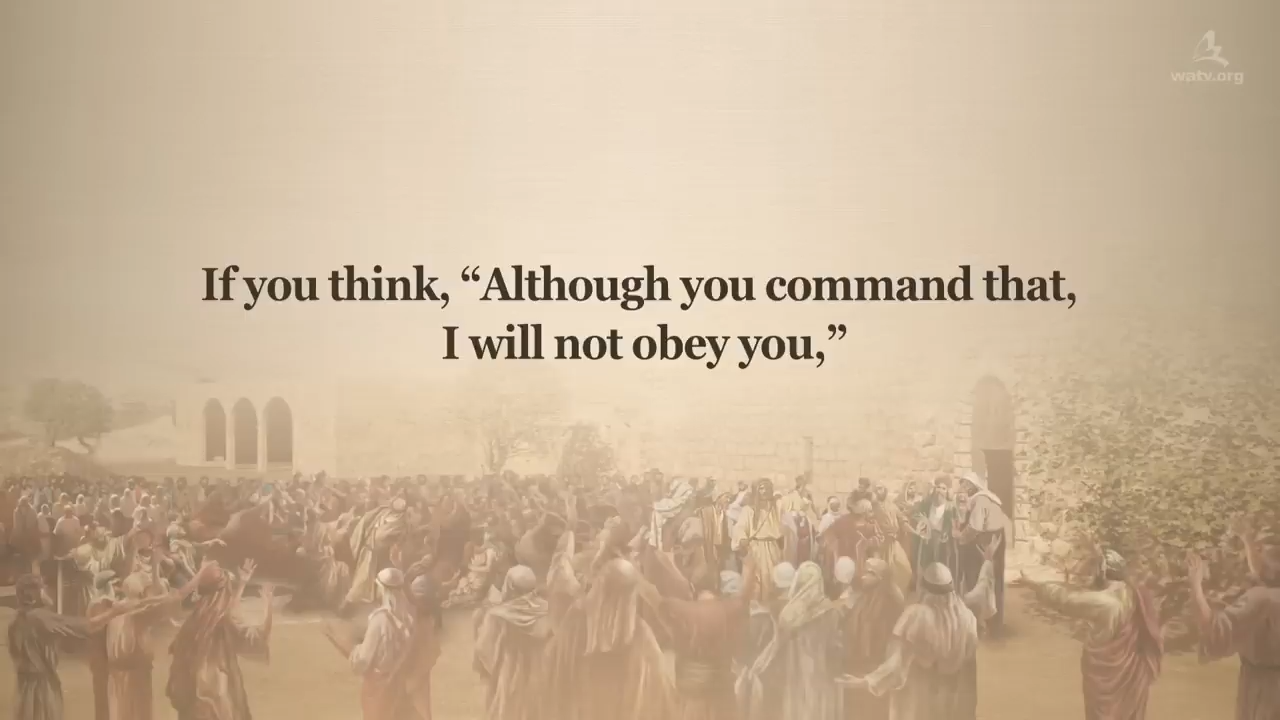 watv.org
If you think, “Although you command that,
I will not obey you,”